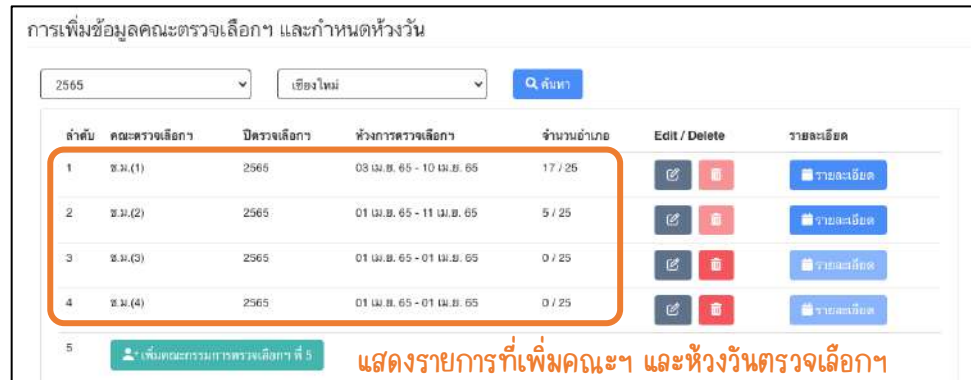 การเพิ่มข้อมูลคณะตรวจเลือกฯ และกำหนดห้วงวัน
2565 เชียงใหม่ ค้นหา
ลำดับ คณะตรวจเลือกฯ ปีตรวจเลือกฯ ห้วงการตรวจเลือกฯ จำนวนอำเภอ Edit / Delete รายละเอียด
1 ช.ม.(1) 2565 03 เม.ย. 65 - 10 เม.ย. 65 17 / 25 รายละเอียด
2 ช.ม.(2) 2565 01 เม.ย. 65 - 11 เม.ย. 65 5 / 25 รายละเอียด
3 ช.ม.(3) 2565 01 เม.ย. 65 - 01 เม.ย. 65 0 / 25 รายละเอียด
4 ช.ม.(4) 2565 01 เม.ย. 65 - 01 เม.ย. 65 0 / 25 รายละเอียด
5 เพิ่มคณะกรรมการตรวจเลือกฯ ที่ 5
แสดงรายการที่เพิ่มคณะฯ และห้วงวันตรวจเลือกฯ